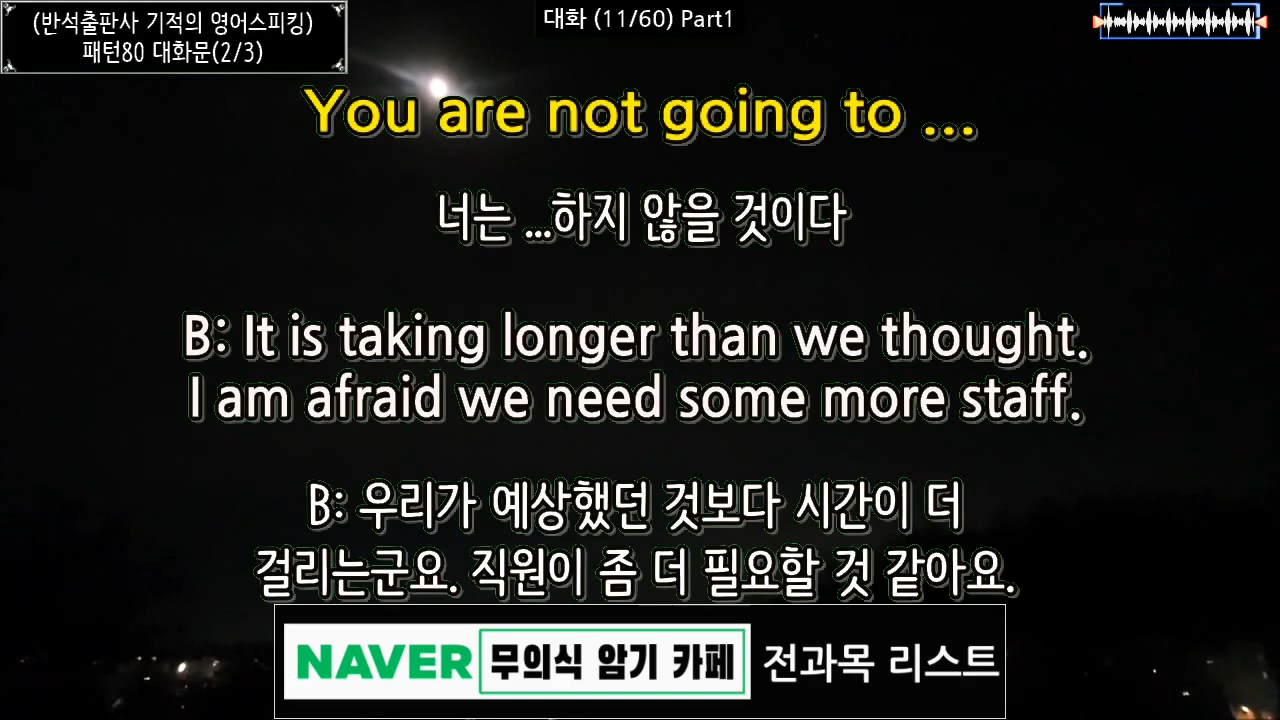 (반석출판사 기적의 영어스피킹)
패턴80 대화문(2/3)
대화 (11/60) Part1
You are not going to ...
너는 ...하지 않을 것이다
B: It is taking longer than we thought.
I am afraid we need some more staff.
B: 우리가 예상했던 것보다 시간이 더
걸리는군요. 직원이 좀 더 필요할 것 같아요.
NAVER 무의식 암기 카페 전과목 리스트